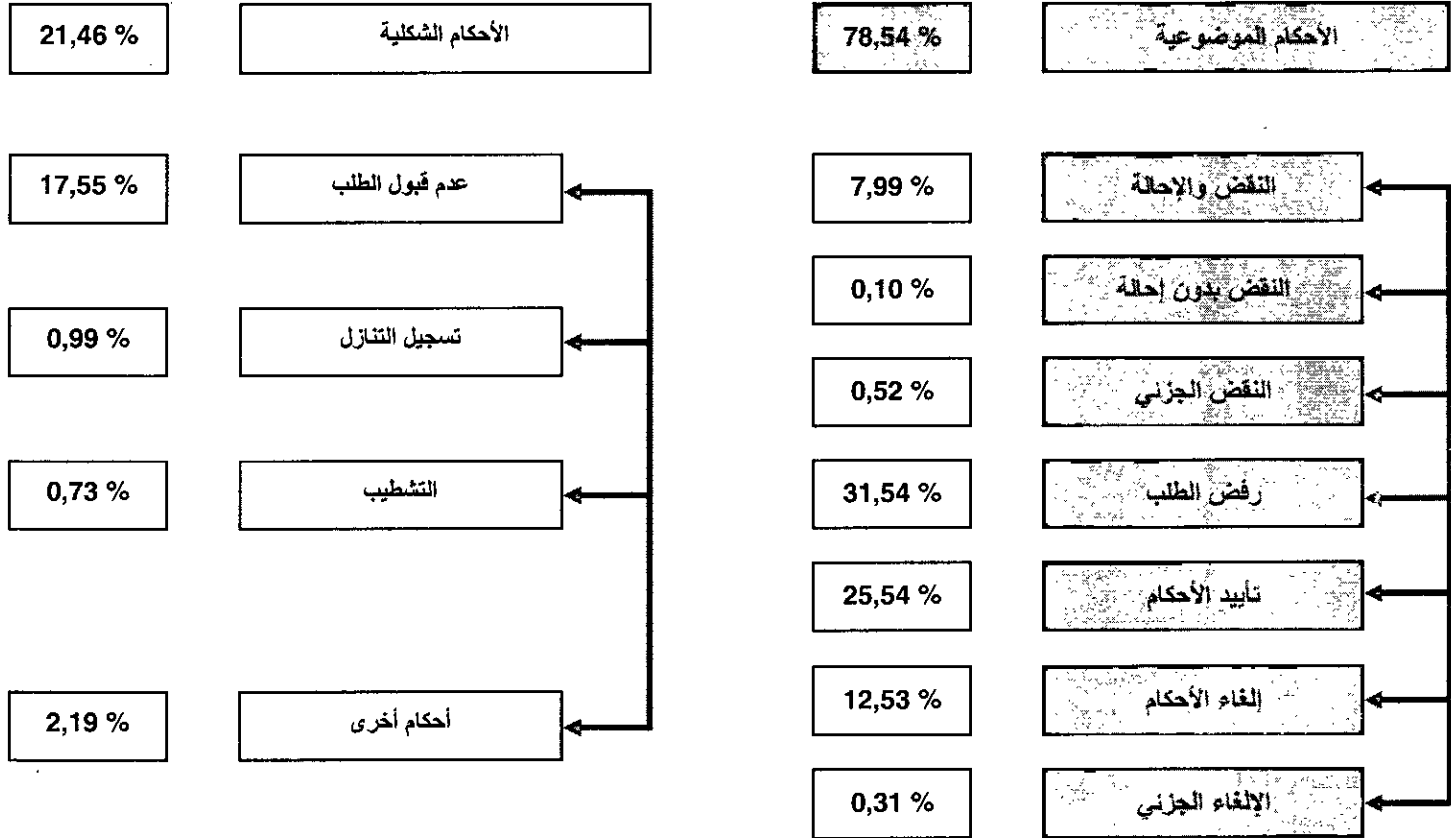 الأحكام الموضوعية
78,54 %
النقض والإحالة
7,99 %
النقض بدون إحالة
0,10 %
النقض الجزئي
0,52 %
رفض الطلب
31,54 %
تأييد الأحكام
25,54 %
إلغاء الأحكام
12,53 %
الإلغاء الجزئي
0,31 %
الأحكام الشكلية
21,46 %
عدم قبول الطلب
17,55 %
تسجيل التنازل
0,99 %
التشطيب
0,73 %
أحكام أخرى
2,19 %